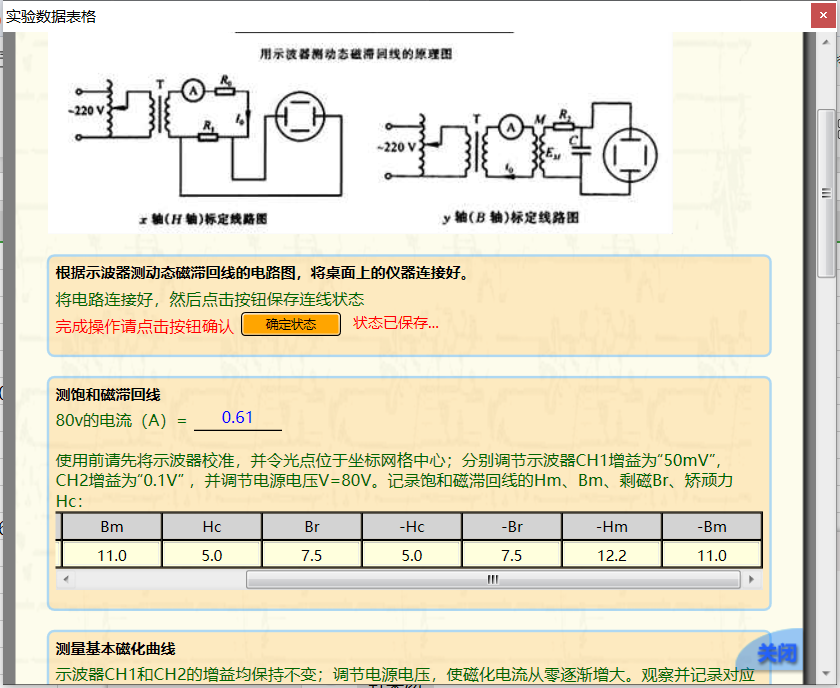 实验数据表格
×
用示波器测动态磁滞回线的原理图
~220 V
T
A
R₀
I₀
R₁
x 轴(H 轴)标定线路图
~220 V
T
A
M
R₂
C
E_M
i₀
y 轴(B 轴)标定线路图
根据示波器测动态磁滞回线的电路图，将桌面上的仪器连接好。
将电路连接好，然后点击按钮保存连线状态
完成操作请点击按钮确认 确定状态 状态已保存...
测饱和磁滞回线
80v的电流（A）= 0.61
使用前请先将示波器校准，并令光点位于坐标网格中心；分别调节示波器CH1增益为“50mV”，
CH2增益为“0.1V”，并调节电源电压V=80V。记录饱和磁滞回线的Hm、Bm、剩磁Br、矫顽力
Hc：
Bm Hc Br -Hc -Br -Hm -Bm
11.0 5.0 7.5 5.0 7.5 12.2 11.0
测量基本磁化曲线
关闭
示波器CH1和CH2的增益均保持不变；调节电源电压，使磁化电流从零逐渐增大。观察并记录对应